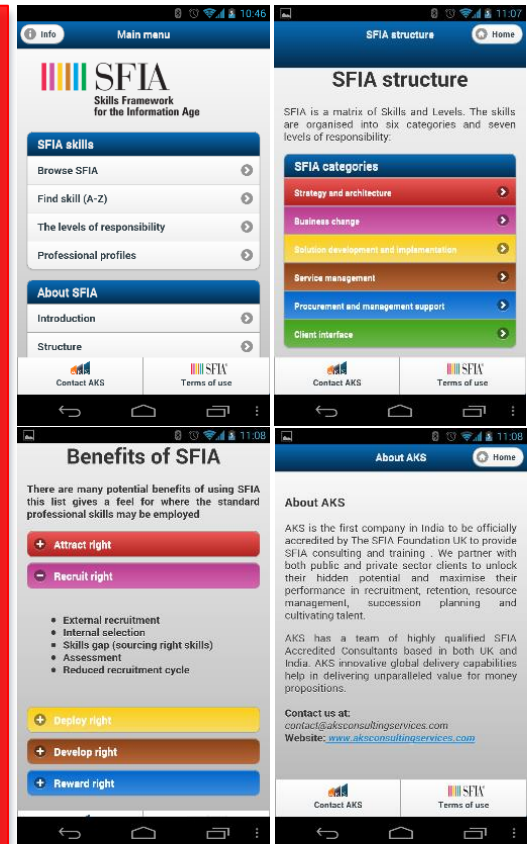 10:46
Info
Main menu
SFIA
Skills Framework
for the Information Age
SFIA skills
Browse SFIA
Find skill (A-Z)
The levels of responsibility
Professional profiles
About SFIA
Introduction
Structure
Contact AKS
SFIA
Terms of use
11:07
SFIA structure
Home
SFIA structure
SFIA is a matrix of Skills and Levels. The skills
are organised into six categories and seven
levels of responsibility:
SFIA categories
Strategy and architecture
Business change
Solution development and implementation
Service management
Procurement and management support
Client interface
Contact AKS
SFIA
Terms of use
11:08
Benefits of SFIA
There are many potential benefits of using SFIA
this list gives a feel for where the standard
professional skills may be employed
Attract right
Recruit right
External recruitment
Internal selection
Skills gap (sourcing right skills)
Assessment
Reduced recruitment cycle
Deploy right
Develop right
Reward right
11:08
About AKS
Home
About AKS
AKS is the first company in India to be officially
accredited by The SFIA Foundation UK to provide
SFIA consulting and training . We partner with
both public and private sector clients to unlock
their hidden potential and maximise their
performance in recruitment, retention, resource
management, succession planning and
cultivating talent.
AKS has a team of highly qualified SFIA
Accredited Consultants based in both UK and
India. AKS innovative global delivery capabilities
help in delivering unparalleled value for money
propositions.
Contact us at:
contact@aksconsultingservices.com
Website: www.aksconsultingservices.com
Contact AKS
SFIA
Terms of use